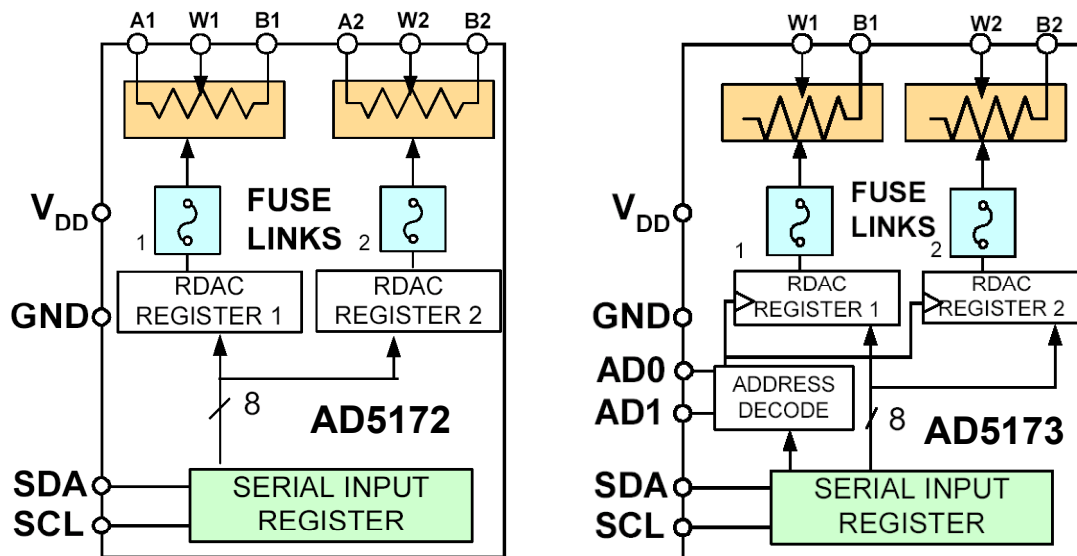 A1 W1 B1 A2 W2 B2
FUSE
LINKS
1
2
VDD
RDAC
REGISTER 1
RDAC
REGISTER 2
GND
8
AD5172
SDA
SCL
SERIAL INPUT
REGISTER
W1 B1 W2 B2
FUSE
LINKS
1
2
VDD
RDAC
REGISTER 1
RDAC
REGISTER 2
GND
AD0
AD1
ADDRESS
DECODE
8
AD5173
SDA
SCL
SERIAL INPUT
REGISTER